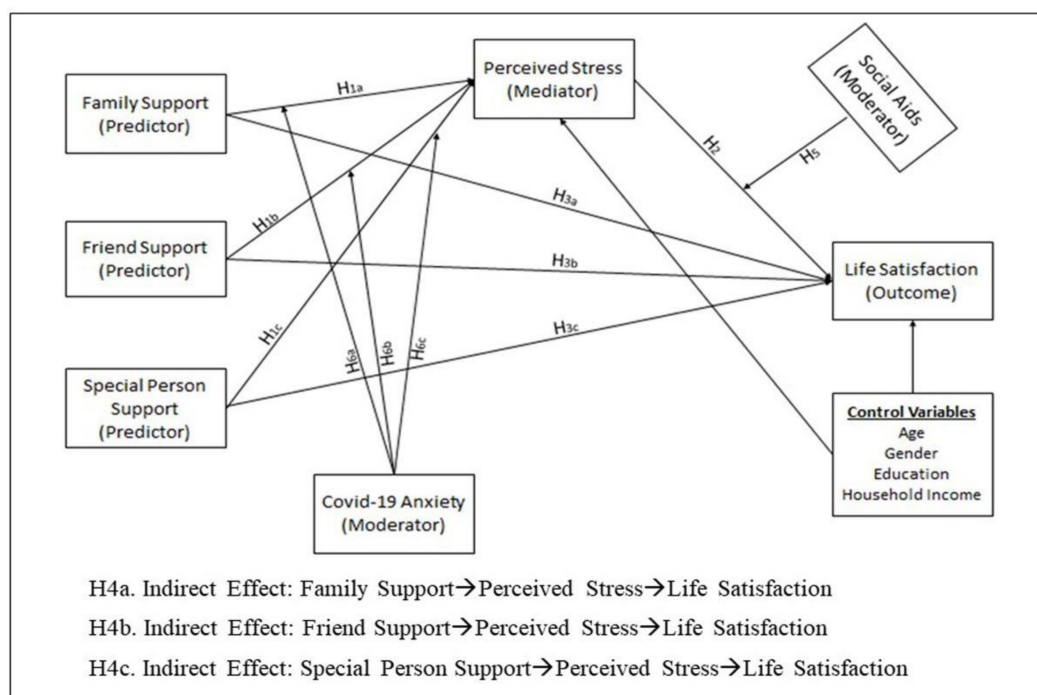 Perceived Stress
(Mediator)
Social Aids
(Moderator)
Family Support
(Predictor)
H1a
H2
H5
H3a
H1b
Friend Support
(Predictor)
H3b
Life Satisfaction
(Outcome)
H1c
H3c
H6a
H6b
H6c
Special Person
Support
(Predictor)
Control Variables
Age
Gender
Education
Household Income
Covid-19 Anxiety
(Moderator)
H4a. Indirect Effect: Family Support→Perceived Stress→Life Satisfaction
H4b. Indirect Effect: Friend Support→Perceived Stress→Life Satisfaction
H4c. Indirect Effect: Special Person Support→Perceived Stress→Life Satisfaction